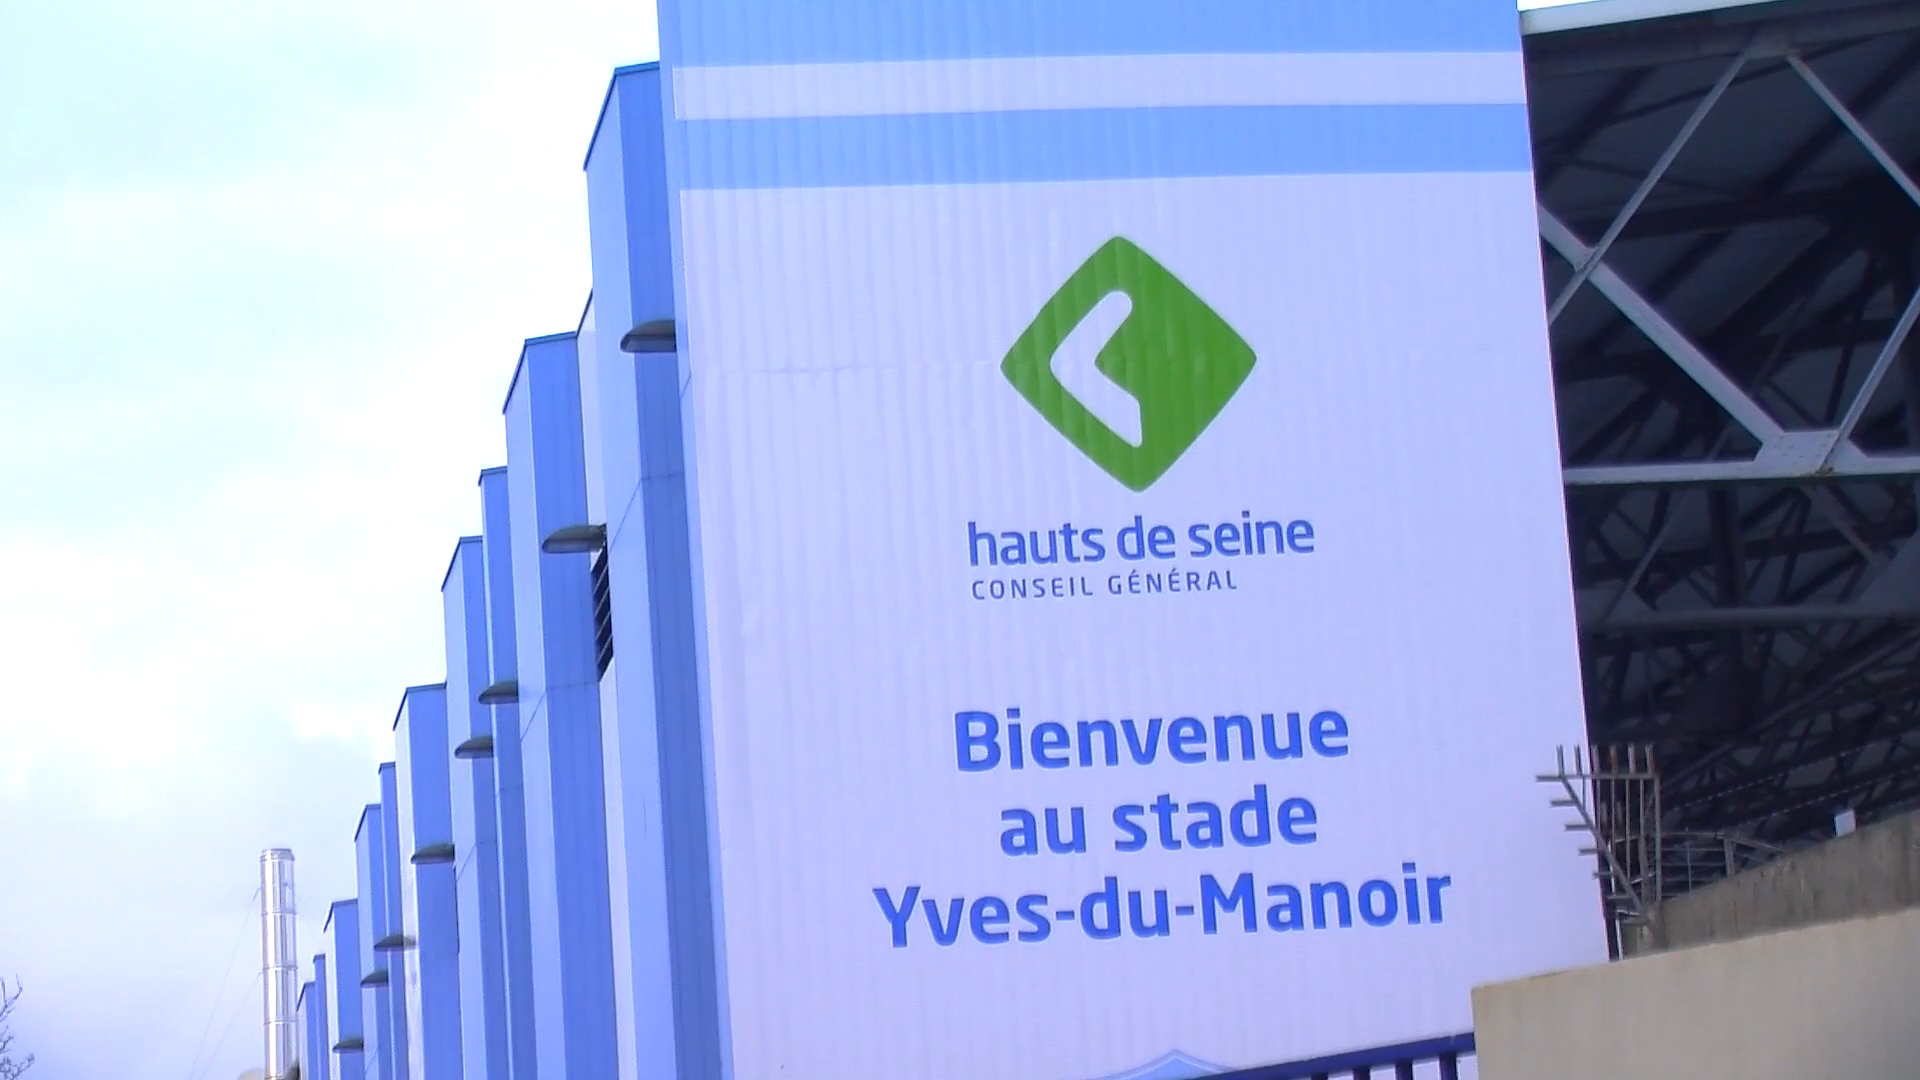 hauts de seine
CONSEIL GÉNÉRAL
Bienvenue
au stade
Yves-du-Manoir